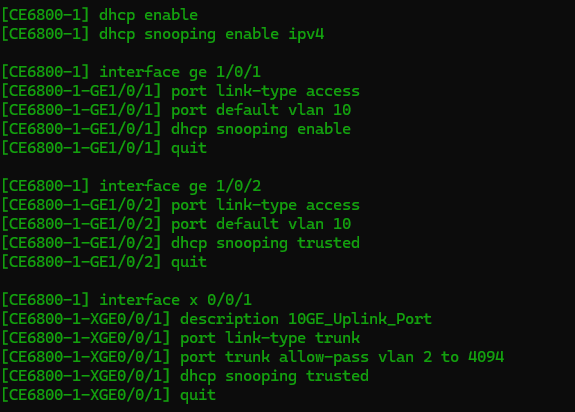 [CE6800-1] dhcp enable
[CE6800-1] dhcp snooping enable ipv4
[CE6800-1] interface ge 1/0/1
[CE6800-1-GE1/0/1] port link-type access
[CE6800-1-GE1/0/1] port default vlan 10
[CE6800-1-GE1/0/1] dhcp snooping enable
[CE6800-1-GE1/0/1] quit
[CE6800-1] interface ge 1/0/2
[CE6800-1-GE1/0/2] port link-type access
[CE6800-1-GE1/0/2] port default vlan 10
[CE6800-1-GE1/0/2] dhcp snooping trusted
[CE6800-1-GE1/0/2] quit
[CE6800-1] interface x 0/0/1
[CE6800-1-XGE0/0/1] description 10GE_Uplink_Port
[CE6800-1-XGE0/0/1] port link-type trunk
[CE6800-1-XGE0/0/1] port trunk allow-pass vlan 2 to 4094
[CE6800-1-XGE0/0/1] dhcp snooping trusted
[CE6800-1-XGE0/0/1] quit